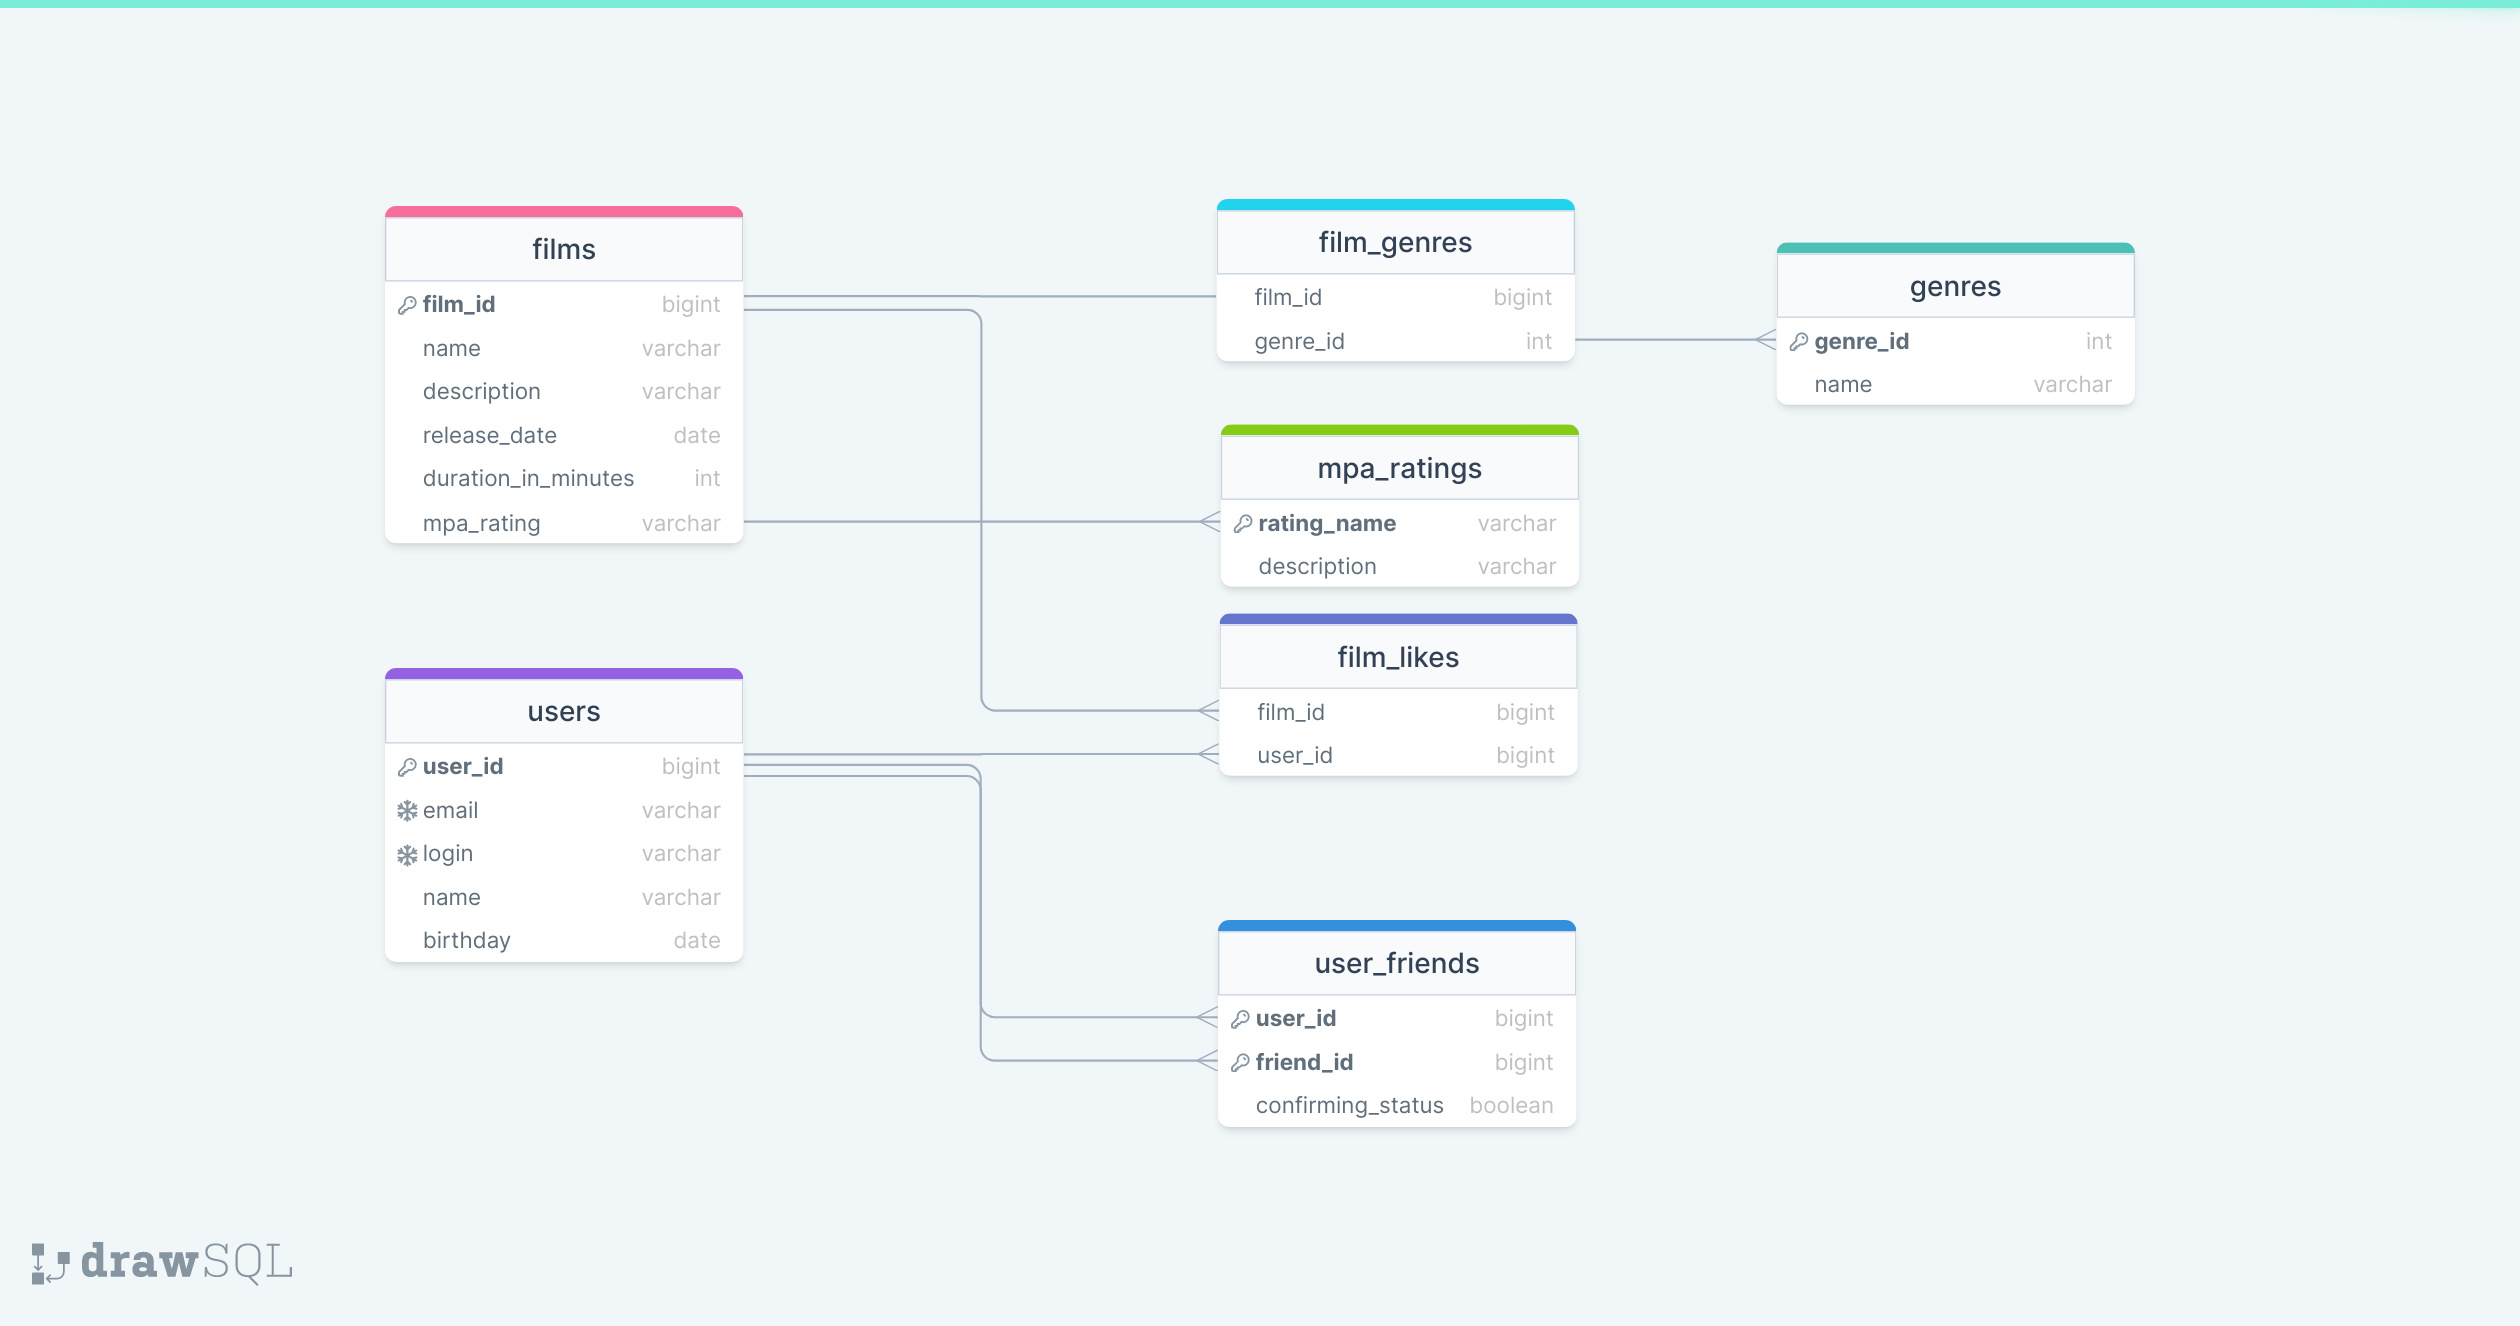 films
film_id bigint
name varchar
description varchar
release_date date
duration_in_minutes int
mpa_rating varchar
film_genres
film_id bigint
genre_id int
genres
genre_id int
name varchar
mpa_ratings
rating_name varchar
description varchar
film_likes
film_id bigint
user_id bigint
users
user_id bigint
email varchar
login varchar
name varchar
birthday date
user_friends
user_id bigint
friend_id bigint
confirming_status boolean
drawSQL